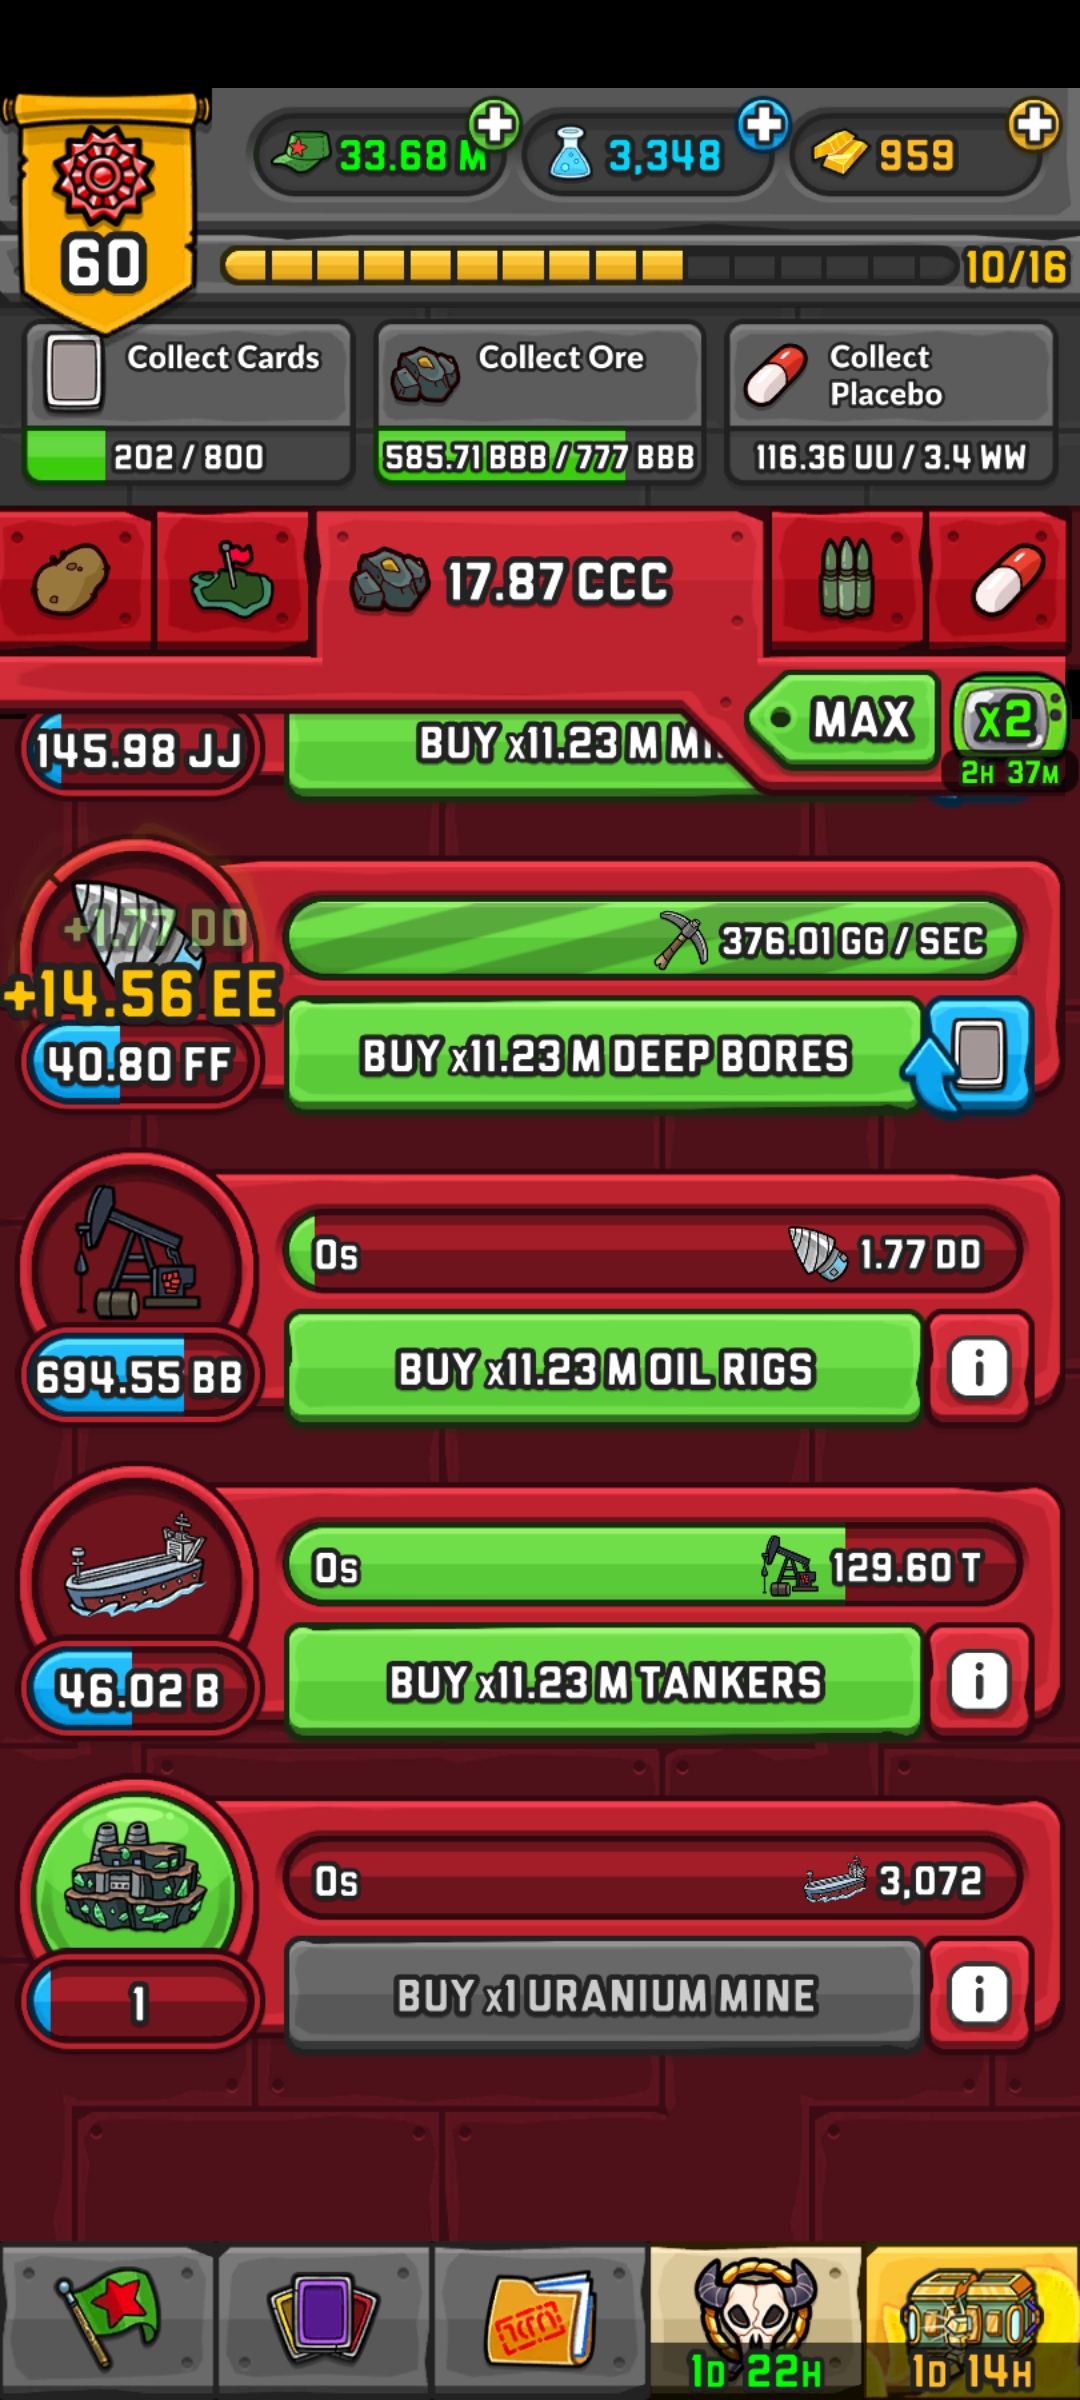 33.68 M
3,348
959
60
10/16
Collect Cards
202 / 800
Collect Ore
585.71 BBB / 777 BBB
Collect
Placebo
116.36 UU / 3.4 WW
17.87 CCC
MAX
x2
2H 37M
145.98 JJ
BUY x11.23 M
+1.77 DD
+14.56 EE
40.80 FF
376.01 GG / SEC
BUY x11.23 M DEEP BORES
0s
1.77 DD
694.55 BB
BUY x11.23 M OIL RIGS
0s
129.60 T
46.02 B
BUY x11.23 M TANKERS
0s
3,072
1
BUY x1 URANIUM MINE
1D 22H
1D 14H